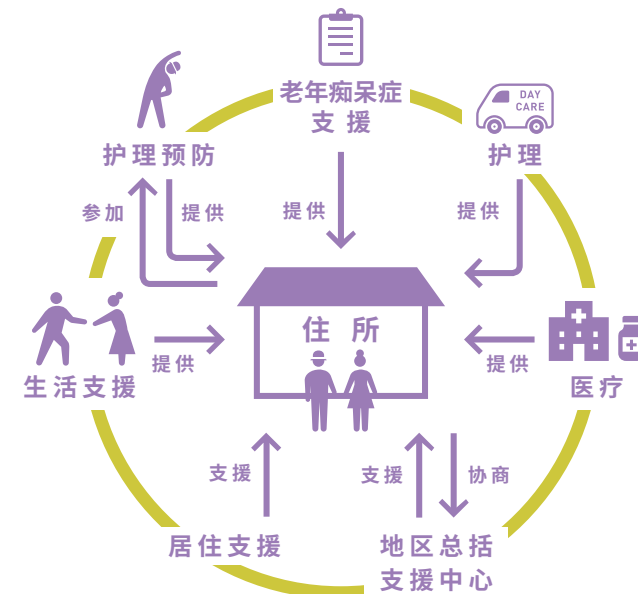 老年痴呆症
支援
DAY
CARE
护理预防
护理
参加
提供
提供
提供
住所
生活支援
提供
提供
医疗
支援
支援
协商
居住支援
地区总括
支援中心